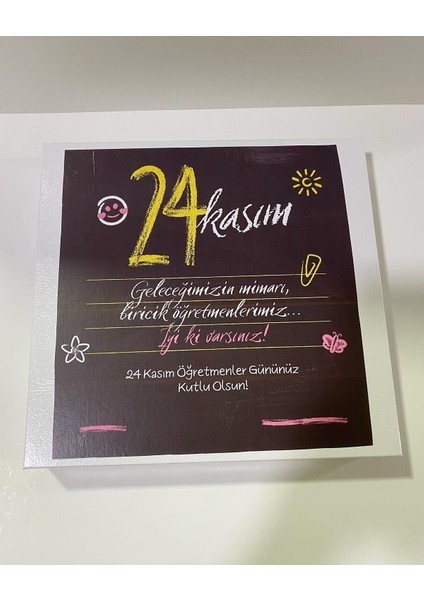 24 kasım
Geleceğimizin mimarı,
biricik öğretmenlerimiz...
İyi ki varsınız!
24 Kasım Öğretmenler Gününüz
Kutlu Olsun!